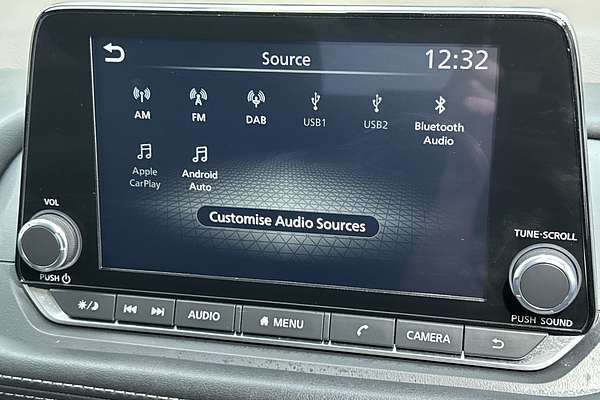 Source
12:32
AM
FM
DAB
USB1
USB2
Bluetooth
Audio
Apple
CarPlay
Android
Auto
Customise Audio Sources
VOL
PUSH
TUNE·SCROLL
PUSH SOUND
AUDIO
MENU
CAMERA